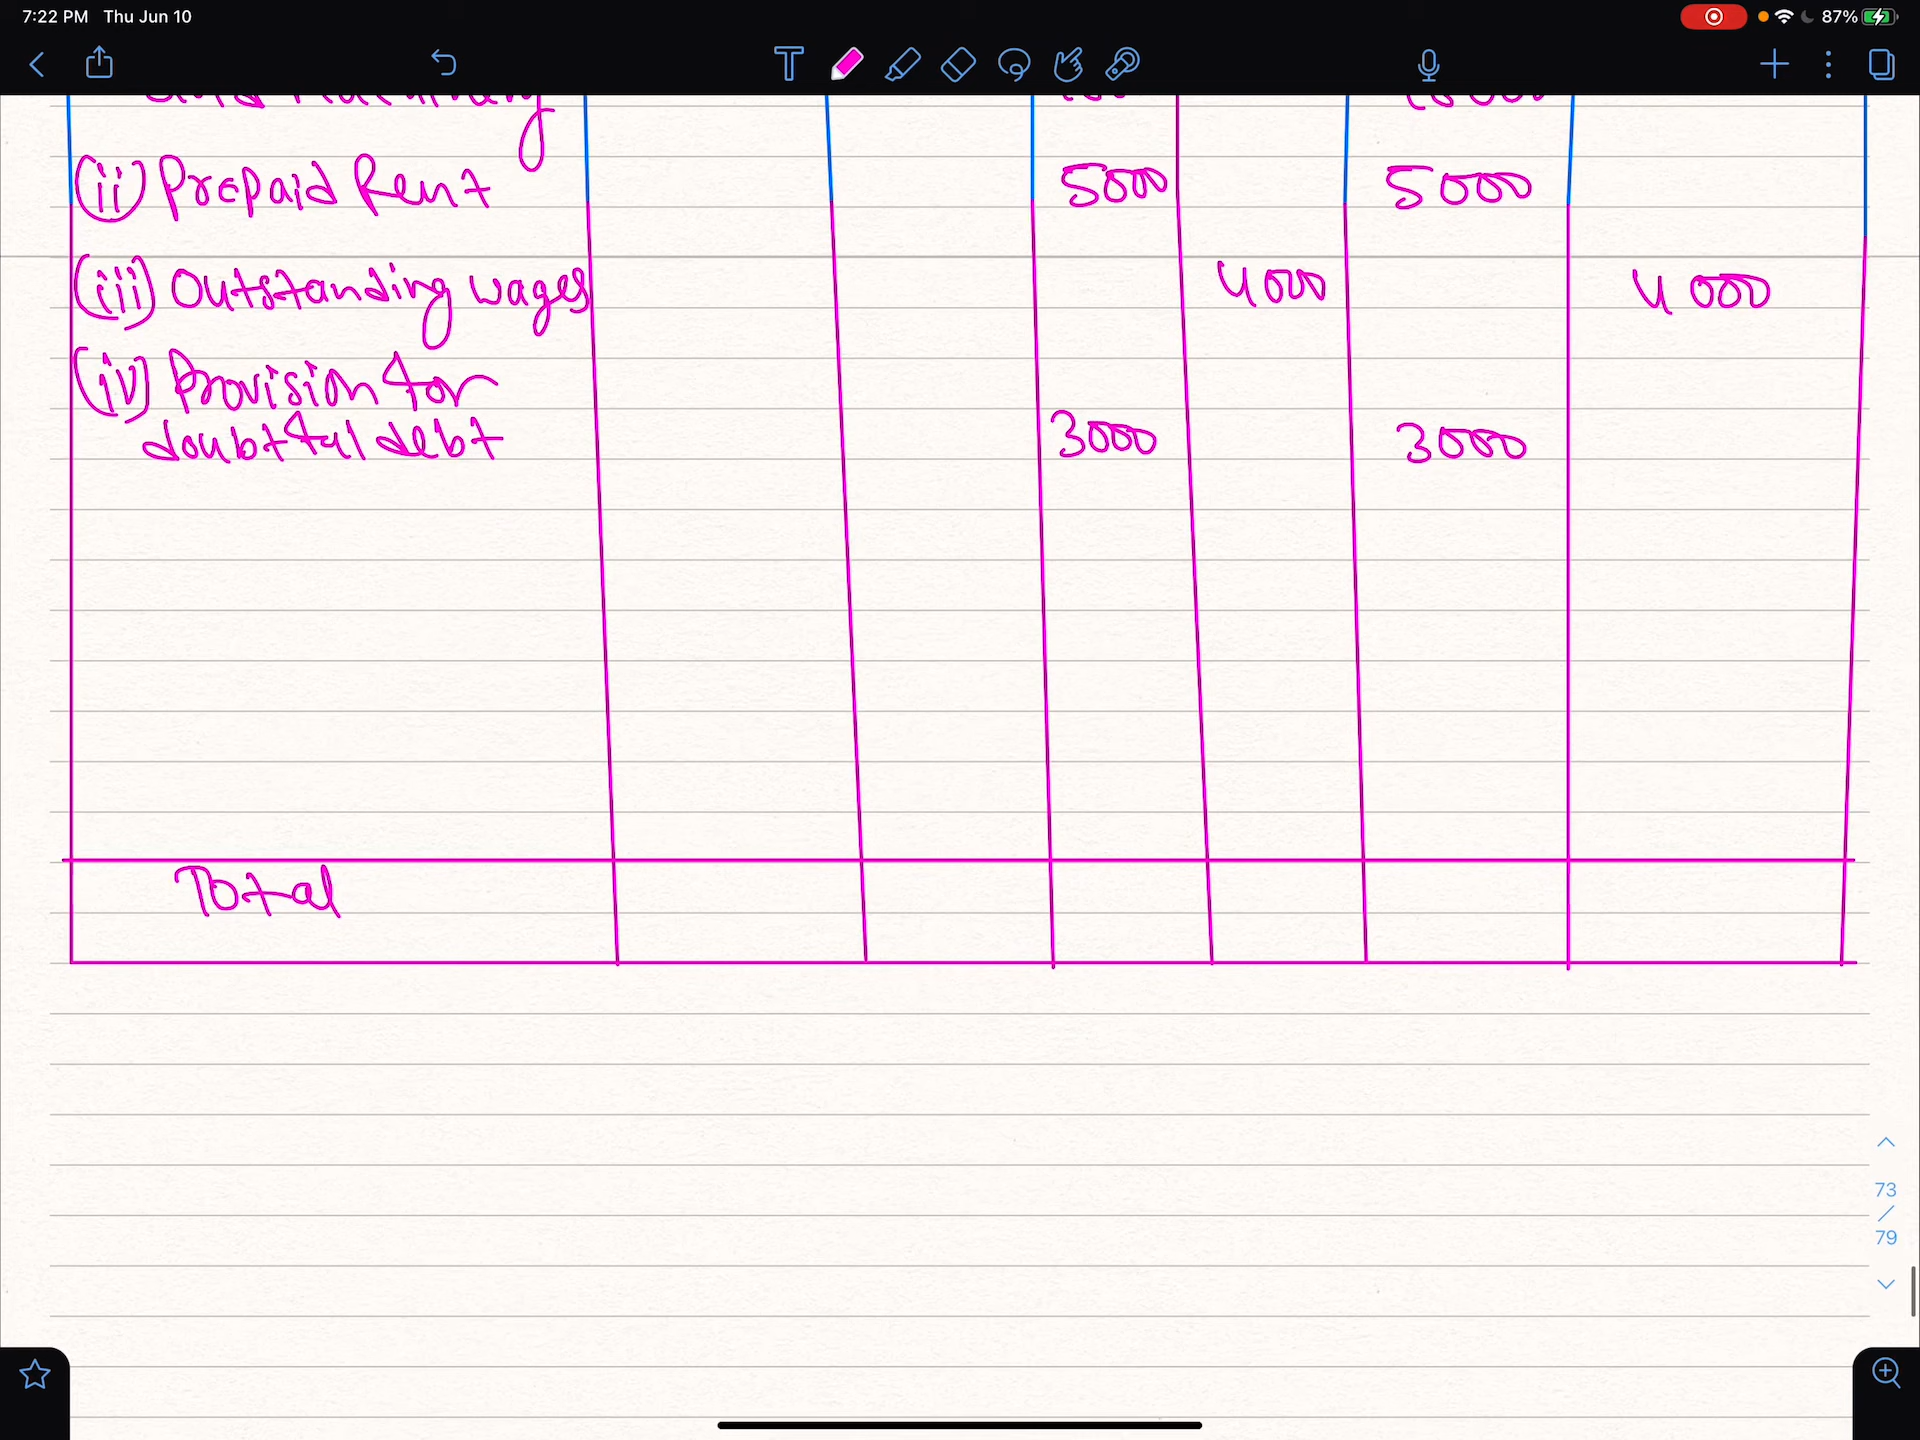 7:22 PM Thu Jun 10
87%
(ii) Prepaid Rent 5000 5000
(iii) Outstanding wages 4000 4000
(iv) Provision for
doubtful debt 3000 3000
Total
73
/
79